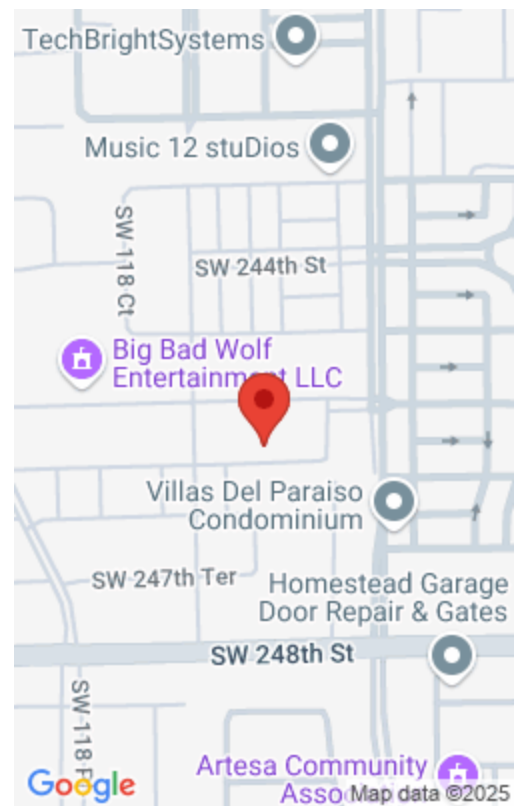 TechBrightSystems
Music 12 stuDios
SW 118 Ct
SW 244th St
Big Bad Wolf
Entertainment LLC
Villas Del Paraiso
Condominium
SW 247th Ter
Homestead Garage
Door Repair & Gates
SW 248th St
SW 118
Artesa Community
Google
Map data ©2025